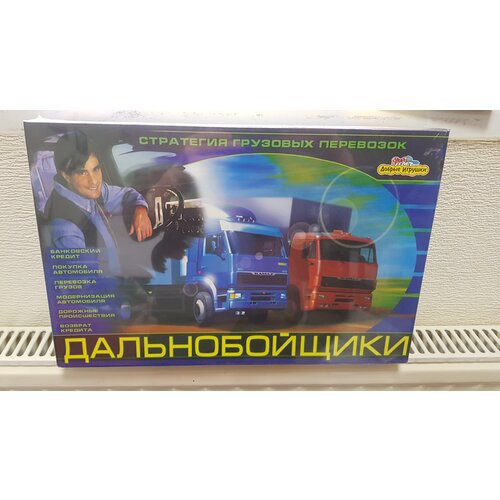 СТРАТЕГИЯ ГРУЗОВЫХ ПЕРЕВОЗОК
Добрые Игрушки
БАНКОВСКИЙ
КРЕДИТ
ПОКУПКА
АВТОМОБИЛЯ
ПЕРЕВОЗКА
ГРУЗОВ
МОДЕРНИЗАЦИЯ
АВТОМОБИЛЯ
ДОРОЖНЫЕ
ПРОИСШЕСТВИЯ
ВОЗВРАТ
КРЕДИТА
ДАЛЬНОБОЙЩИКИ